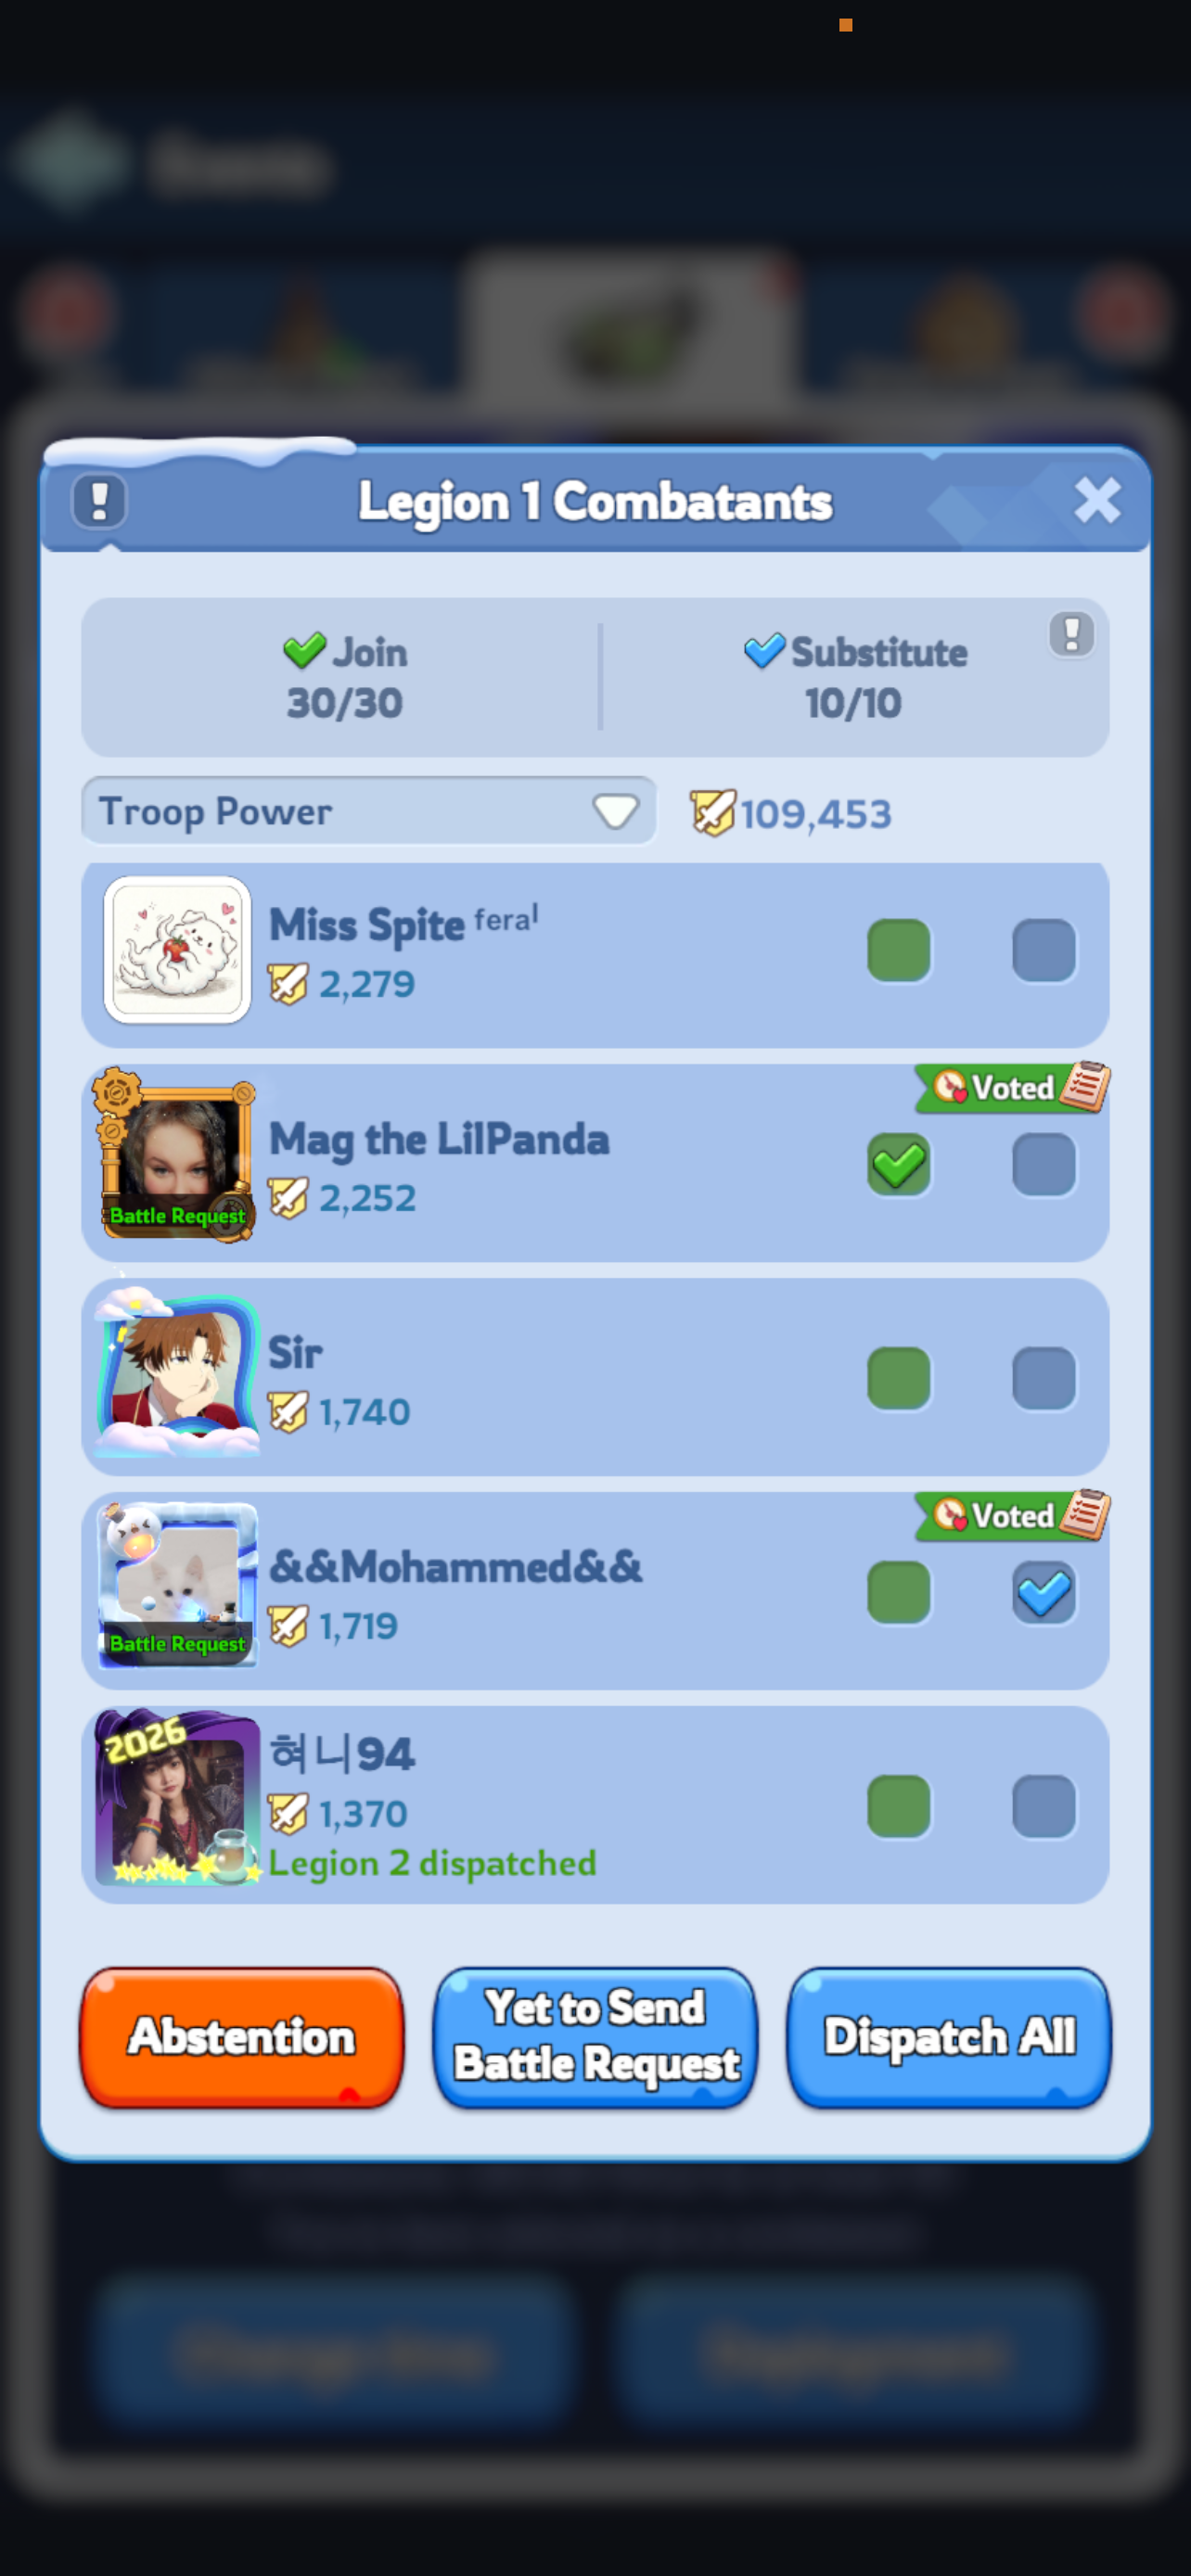 Legion 1 Combatants
Join
30/30
Substitute
10/10
Troop Power
109,453
Miss Spite ᶠᵉʳᵃˡ
2,279
Voted
Mag the LilPanda
2,252
Battle Request
Sir
1,740
Voted
&&Mohammed&&
1,719
Battle Request
2026
혀니94
1,370
Legion 2 dispatched
Abstention
Yet to Send
Battle Request
Dispatch All